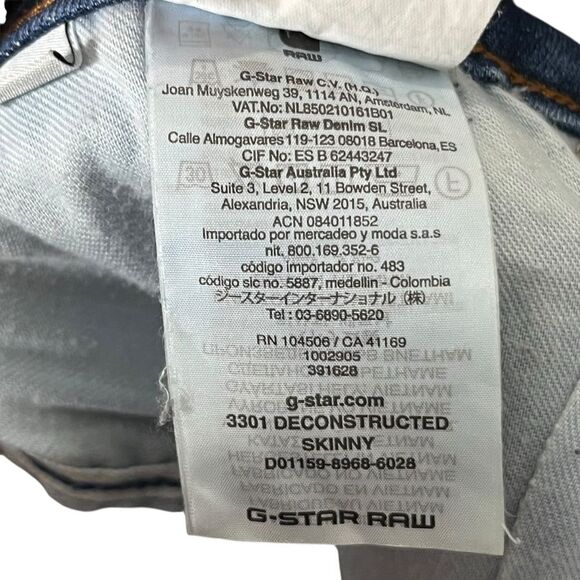 RAW
G-Star Raw C.V. (H.Q.)
Joan Muyskenweg 39, 1114 AN, Amsterdam, NL
VAT.No: NL850210161B01
G-Star Raw Denim SL
Calle Almogavares 119-123 08018 Barcelona, ES
CIF No: ES B 62443247
G-Star Australia Pty Ltd
Suite 3, Level 2, 11 Bowden Street,
Alexandria, NSW 2015, Australia
ACN 084011852
Importado por mercadeo y moda s.a.s
nit. 800.169.352-6
código importador no. 483
código sic no. 5887, medellin - Colombia
ジースターインターナショナル (株)
Tel : 03-6890-5620
RN 104506 / CA 41169
1002905
391628
g-star.com
3301 DECONSTRUCTED
SKINNY
D01159-8968-6028
G-STAR RAW